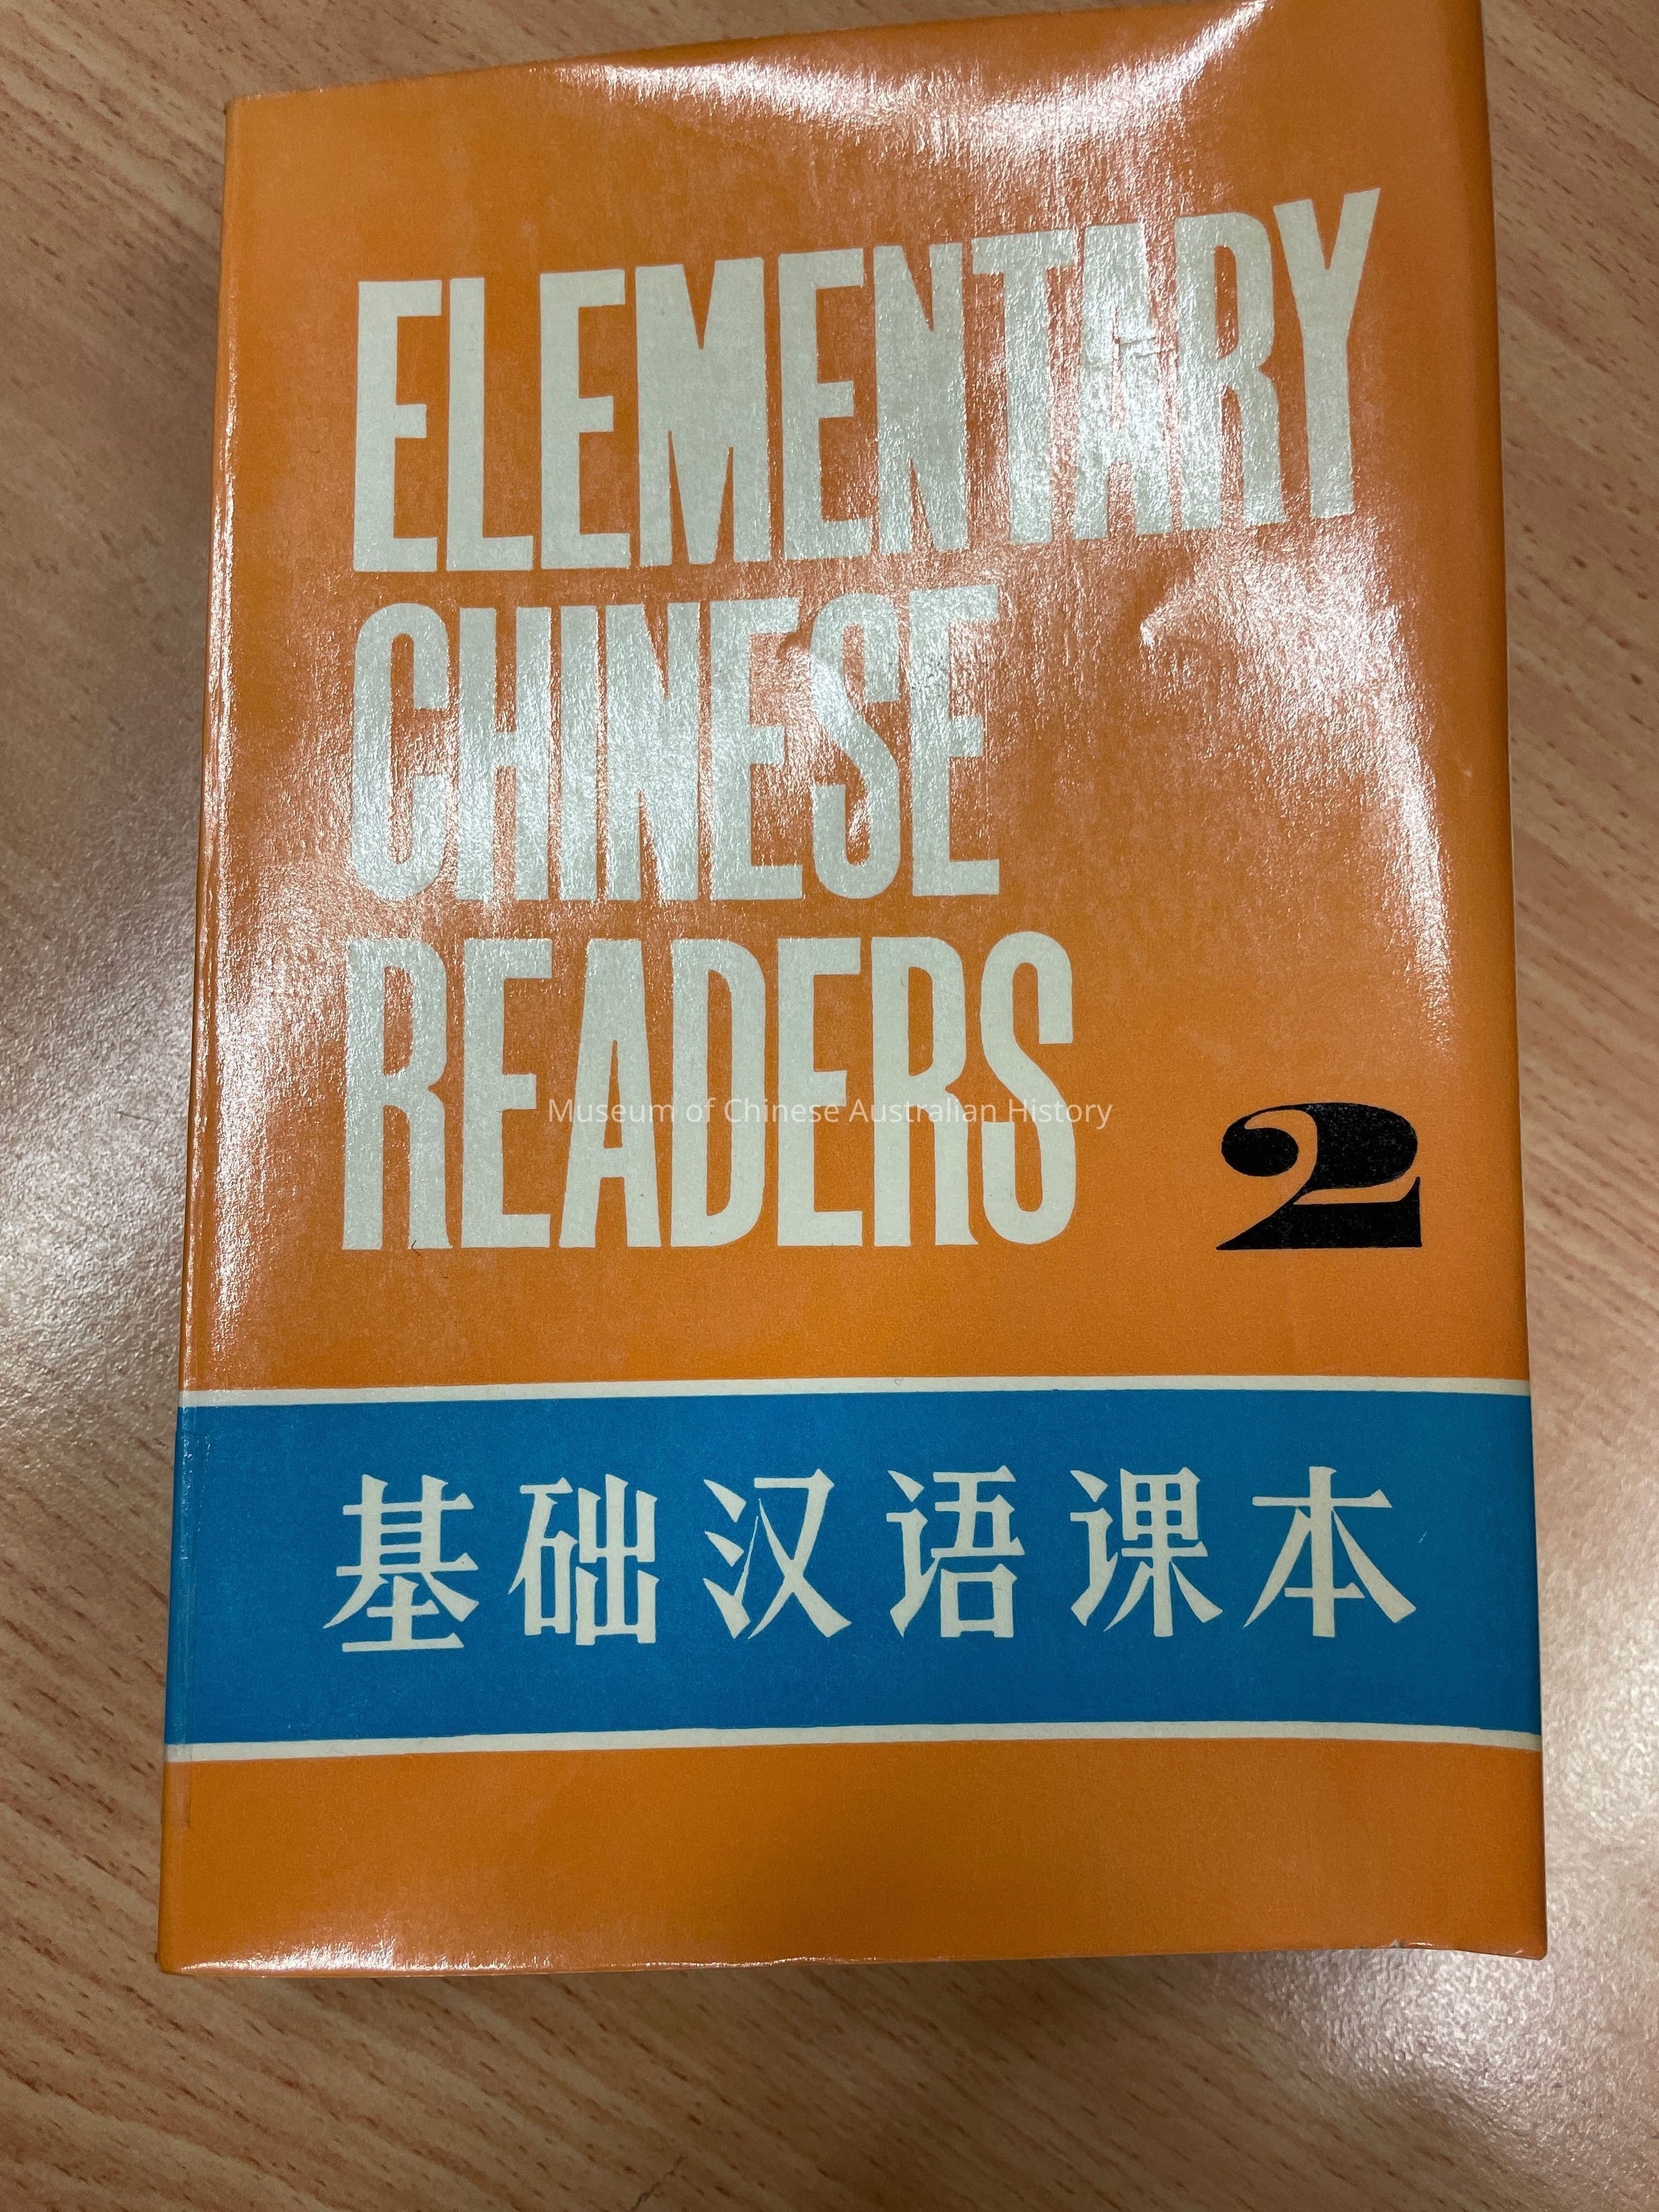 ELEMENTARY
CHINESE
READERS
Museum of Chinese Australian History
2
基础汉语课本